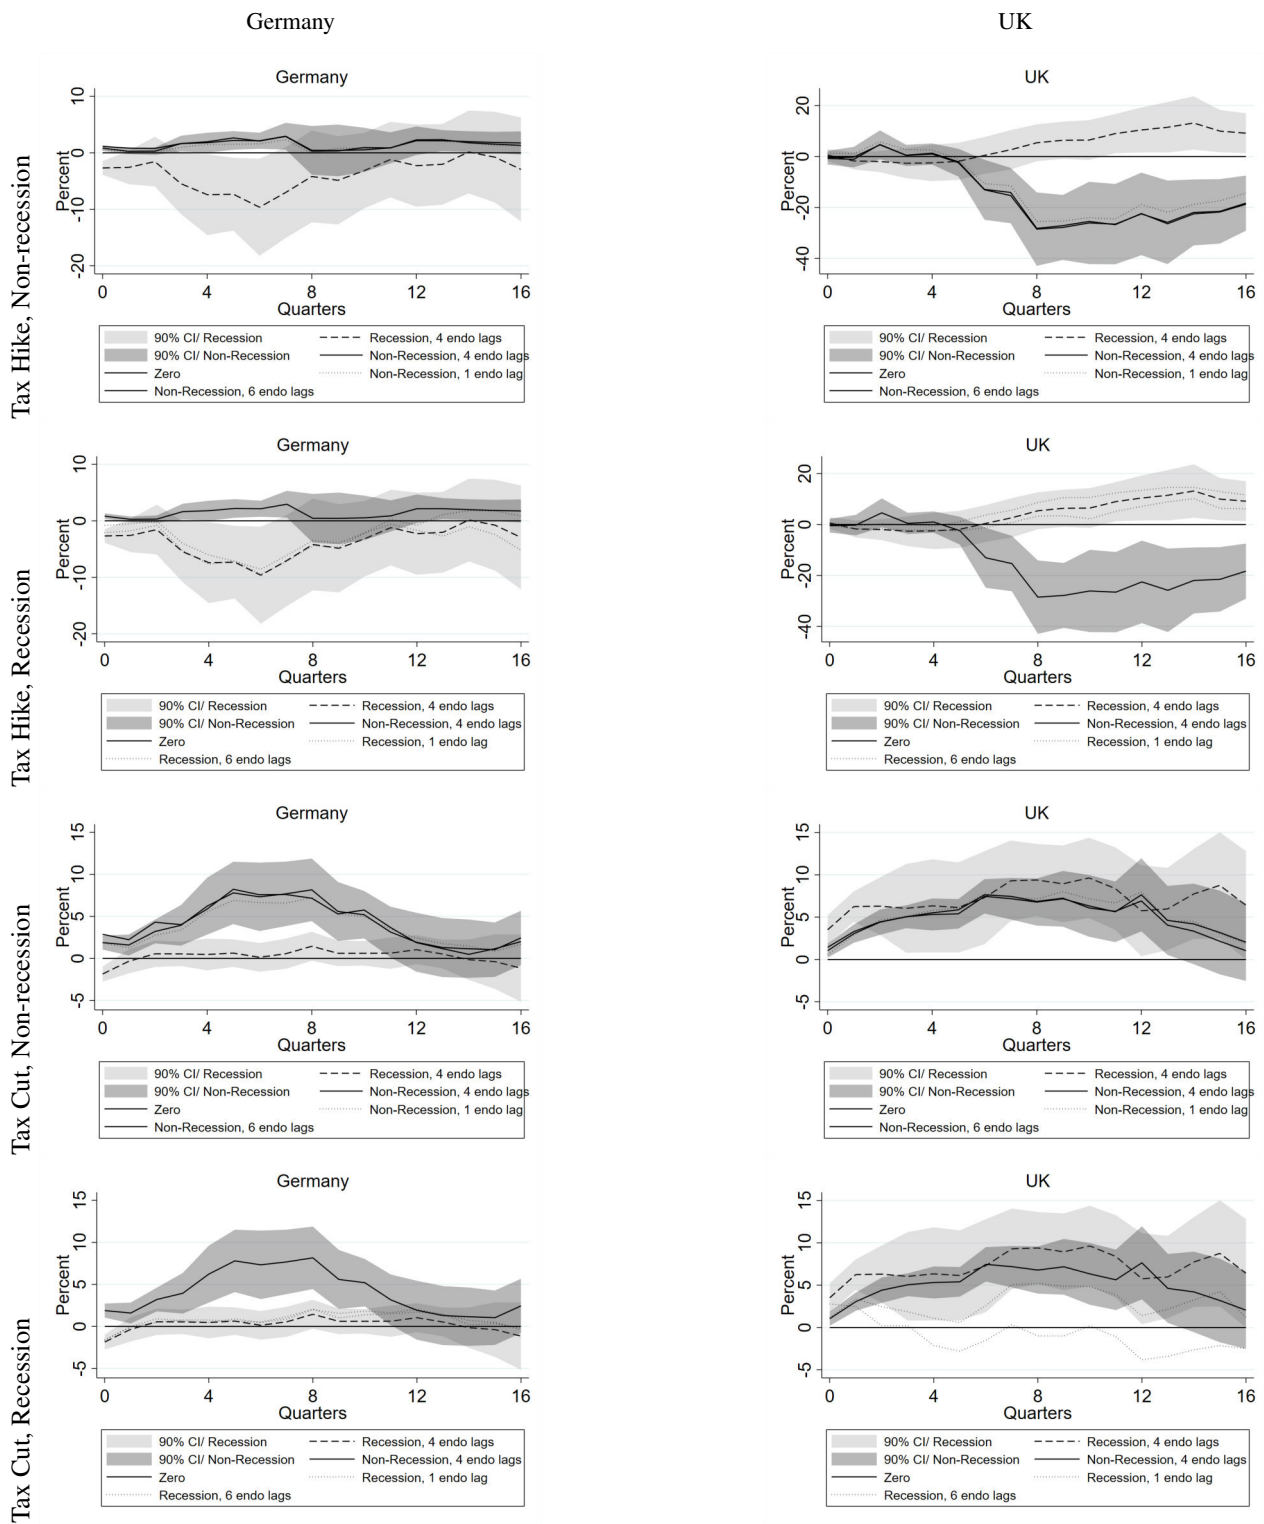 Germany
UK
Tax Hike, Non-recession
Germany
Percent
10
0
-10
-20
0 4 8 12 16
Quarters
90% CI/ Recession
Recession, 4 endo lags
90% CI/ Non-Recession
Non-Recession, 4 endo lags
Zero
Non-Recession, 1 endo lag
Non-Recession, 6 endo lags
UK
Percent
20
0
-20
-40
0 4 8 12 16
Quarters
90% CI/ Recession
Recession, 4 endo lags
90% CI/ Non-Recession
Non-Recession, 4 endo lags
Zero
Non-Recession, 1 endo lag
Non-Recession, 6 endo lags
Tax Hike, Recession
Germany
Percent
10
0
-10
-20
0 4 8 12 16
Quarters
90% CI/ Recession
Recession, 4 endo lags
90% CI/ Non-Recession
Non-Recession, 4 endo lags
Zero
Recession, 1 endo lag
Recession, 6 endo lags
UK
Percent
20
0
-20
-40
0 4 8 12 16
Quarters
90% CI/ Recession
Recession, 4 endo lags
90% CI/ Non-Recession
Non-Recession, 4 endo lags
Zero
Recession, 1 endo lag
Recession, 6 endo lags
Tax Cut, Non-recession
Germany
Percent
15
10
5
0
-5
0 4 8 12 16
Quarters
90% CI/ Recession
Recession, 4 endo lags
90% CI/ Non-Recession
Non-Recession, 4 endo lags
Zero
Non-Recession, 1 endo lag
Non-Recession, 6 endo lags
UK
Percent
15
10
5
0
-5
0 4 8 12 16
Quarters
90% CI/ Recession
Recession, 4 endo lags
90% CI/ Non-Recession
Non-Recession, 4 endo lags
Zero
Non-Recession, 1 endo lag
Non-Recession, 6 endo lags
Tax Cut, Recession
Germany
Percent
15
10
5
0
-5
0 4 8 12 16
Quarters
90% CI/ Recession
Recession, 4 endo lags
90% CI/ Non-Recession
Non-Recession, 4 endo lags
Zero
Recession, 1 endo lag
Recession, 6 endo lags
UK
Percent
15
10
5
0
-5
0 4 8 12 16
Quarters
90% CI/ Recession
Recession, 4 endo lags
90% CI/ Non-Recession
Non-Recession, 4 endo lags
Zero
Recession, 1 endo lag
Recession, 6 endo lags